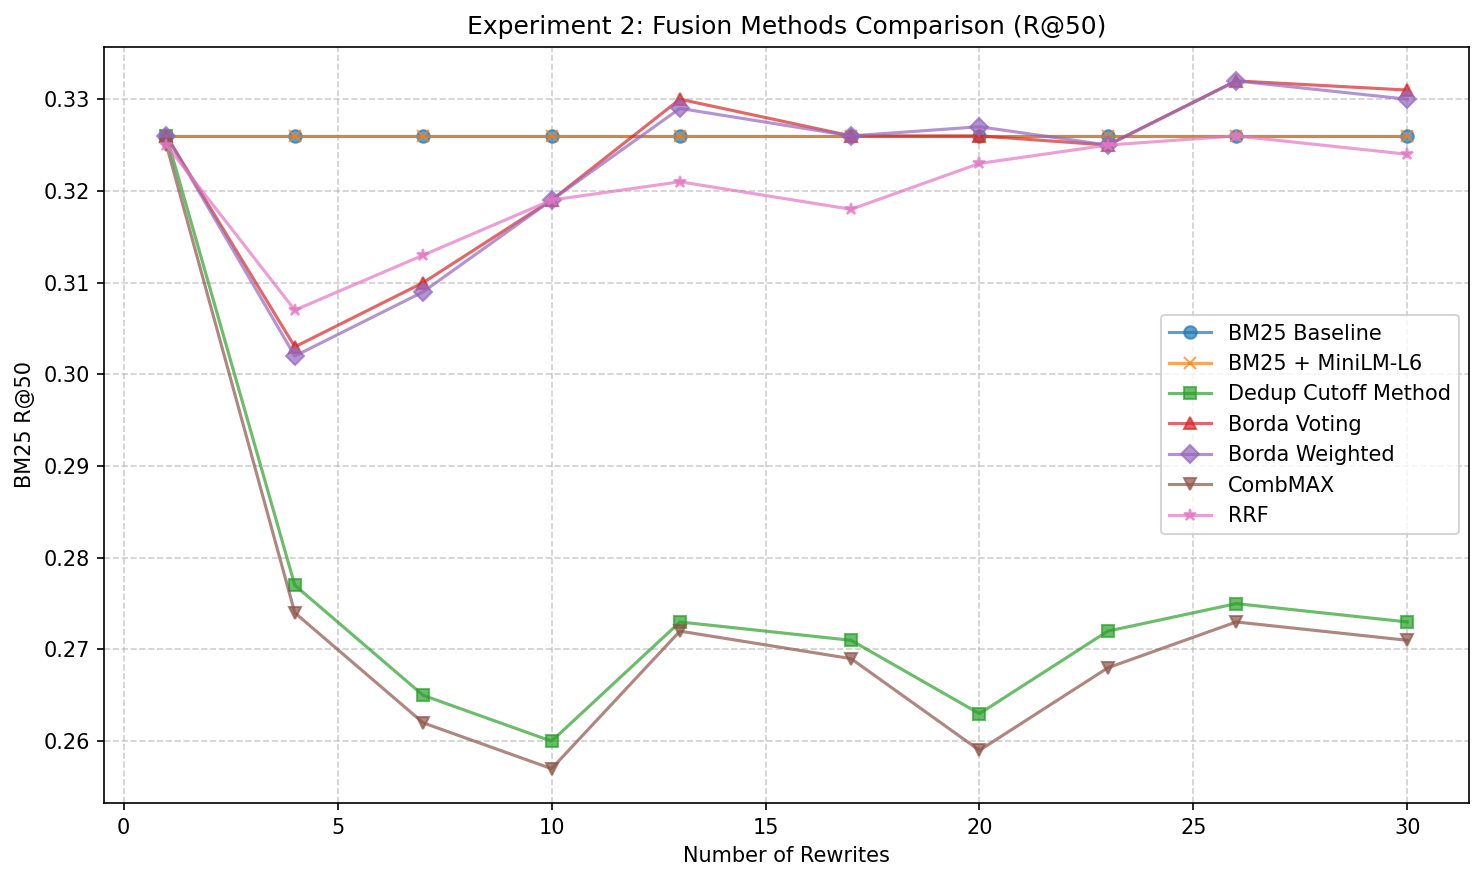 Experiment 2: Fusion Methods Comparison (R@50)
BM25 R@50
0.33
0.32
0.31
0.30
0.29
0.28
0.27
0.26
BM25 Baseline
BM25 + MiniLM-L6
Dedup Cutoff Method
Borda Voting
Borda Weighted
CombMAX
RRF
0 5 10 15 20 25 30
Number of Rewrites